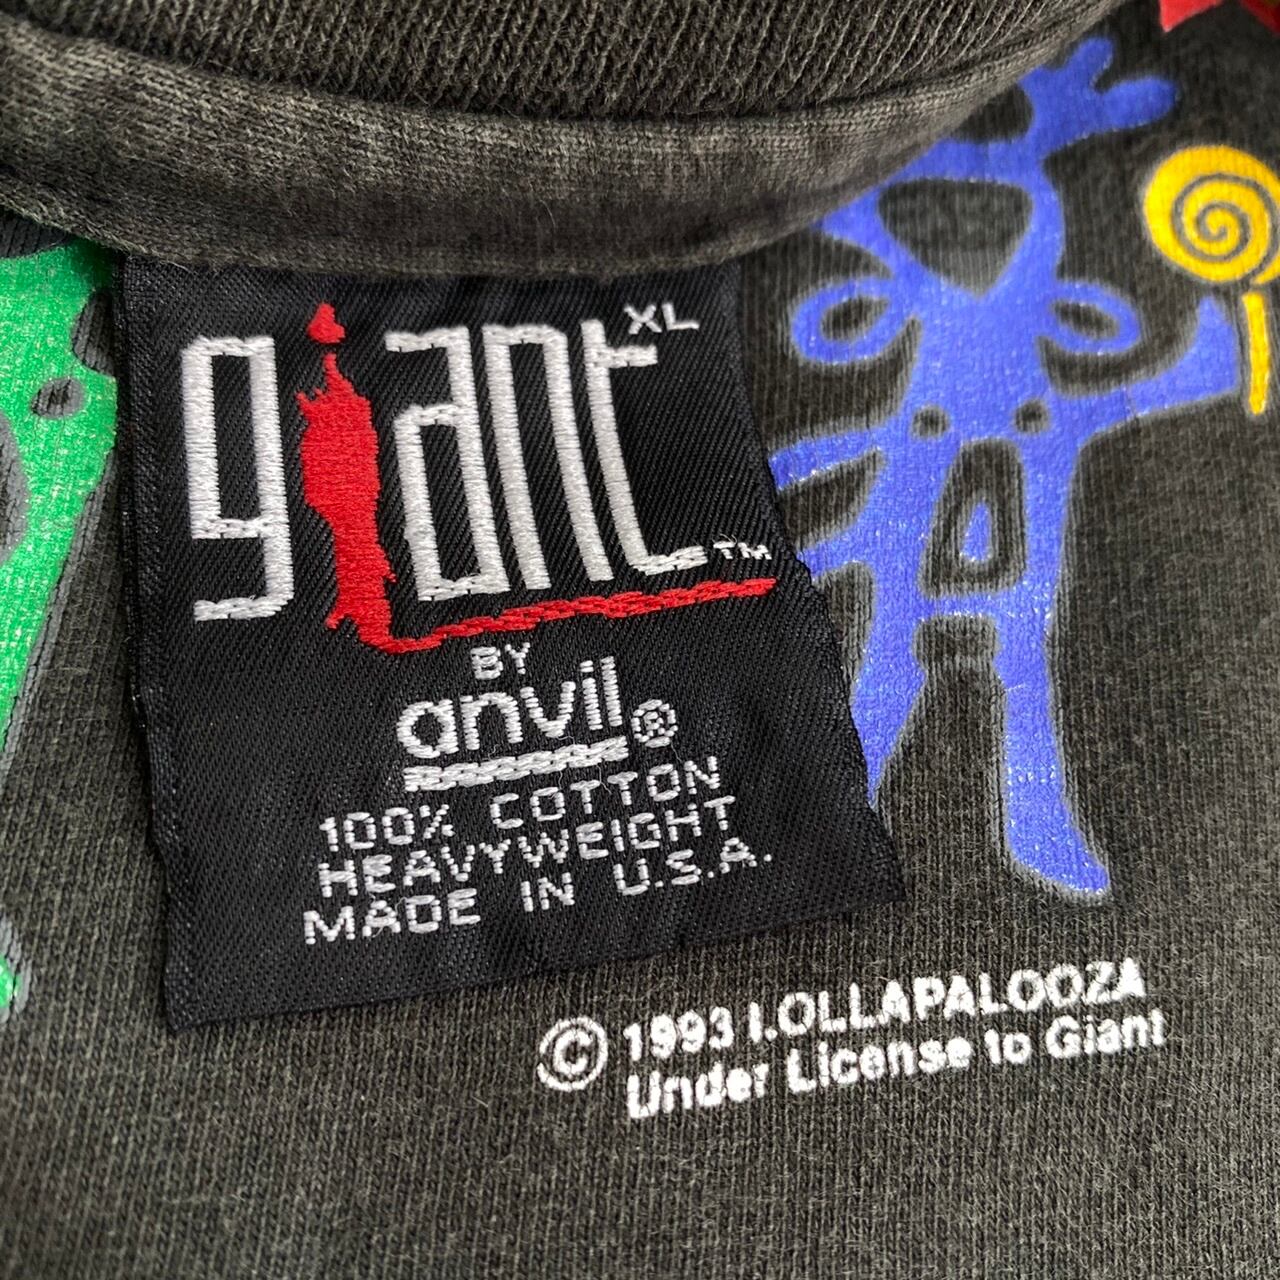 giant XL ™
BY
anvil ®
100% COTTON
HEAVYWEIGHT
MADE IN U.S.A.
© 1993 LOLLAPALOOZA
Under License to Giant